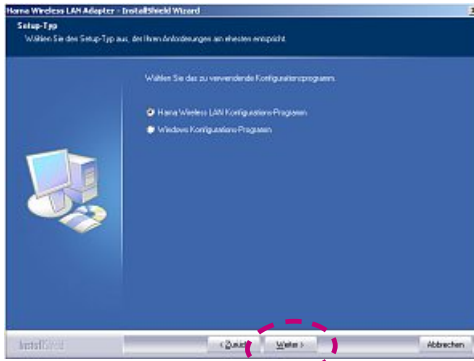 Hama Wireless LAN Adapter - InstallShield Wizard
Setup-Typ
Wählen Sie den Setup-Typ aus, der Ihren Anforderungen am ehesten entspricht.
Wählen Sie das zu verwendende Konfigurationsprogramm.
Hama Wireless LAN Konfigurations-Programm
Windows Konfigurations-Programm
InstallShield
< Zurück
Weiter >
Abbrechen